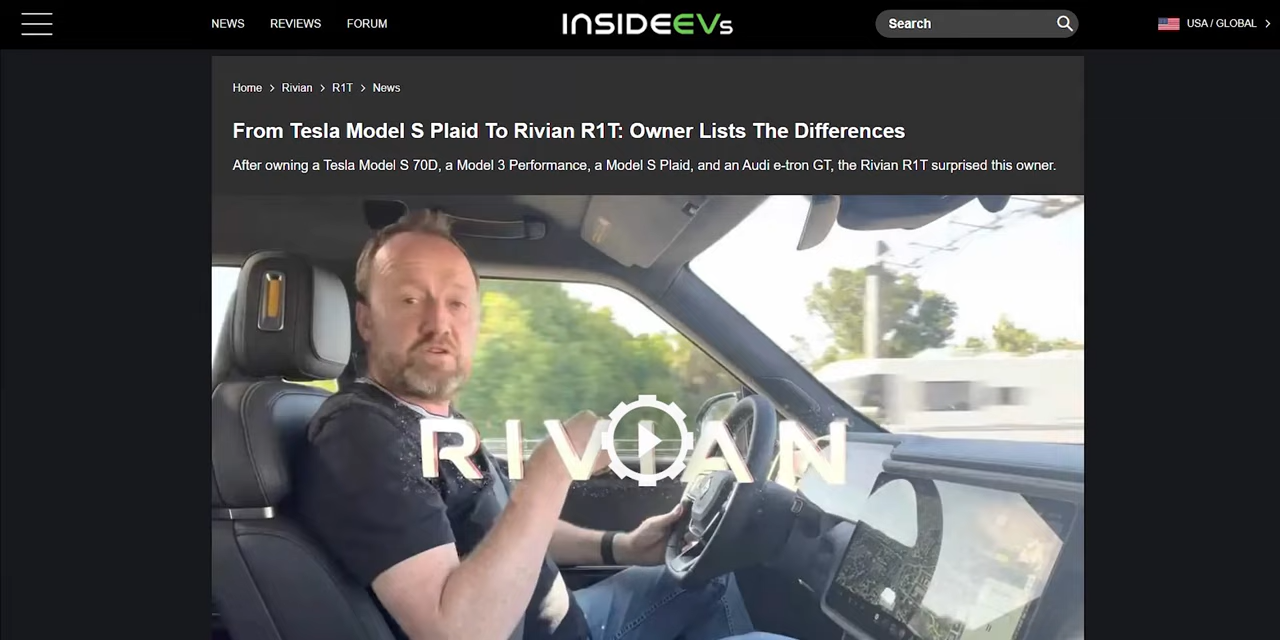 NEWS REVIEWS FORUM
INSIDEEVs
Search
USA / GLOBAL
Home > Rivian > R1T > News
From Tesla Model S Plaid To Rivian R1T: Owner Lists The Differences
After owning a Tesla Model S 70D, a Model 3 Performance, a Model S Plaid, and an Audi e-tron GT, the Rivian R1T surprised this owner.
RIVIAN